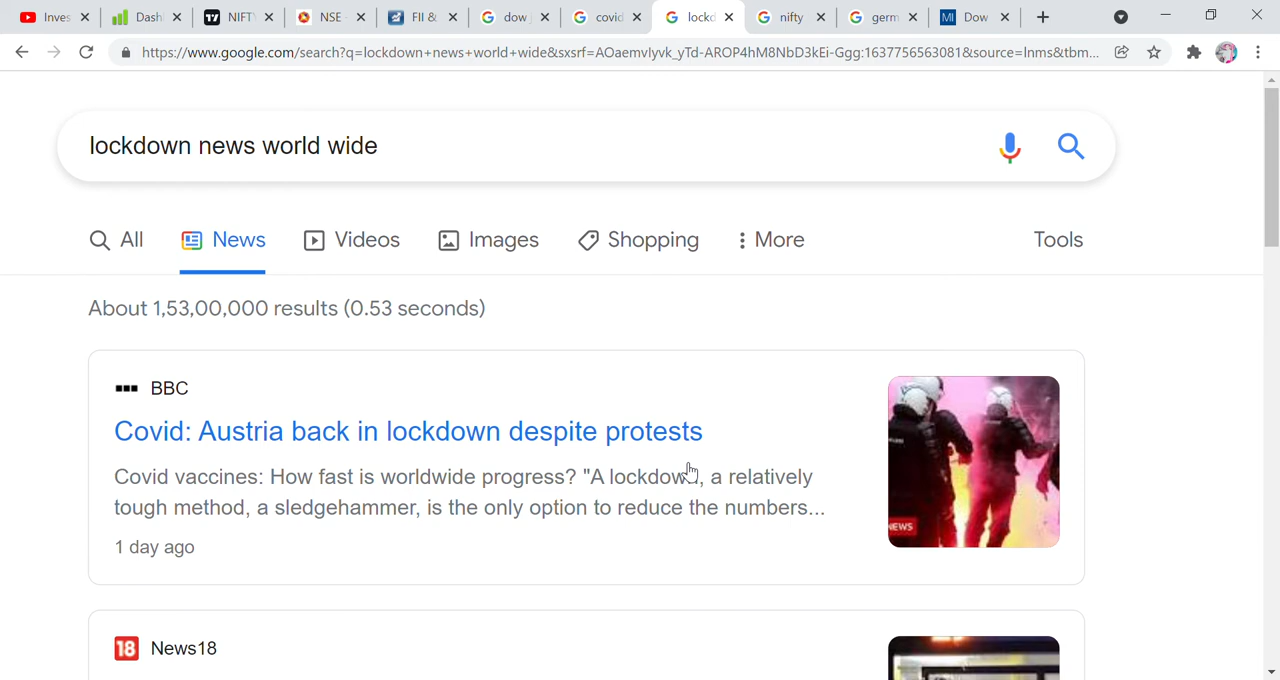 Inves
Dash
NIFT
NSE
FII &
dow j
covid
lockd
nifty
germ
Dow
https://www.google.com/search?q=lockdown+news+world+wide&sxsrf=AOaemvIyvk_yTd-AROP4hM8NbD3kEi-Ggg:1637756563081&source=lnms&tbm...
lockdown news world wide
All
News
Videos
Images
Shopping
More
Tools
About 1,53,00,000 results (0.53 seconds)
BBC
Covid: Austria back in lockdown despite protests
Covid vaccines: How fast is worldwide progress? "A lockdown, a relatively
tough method, a sledgehammer, is the only option to reduce the numbers...
NEWS
1 day ago
18 News18